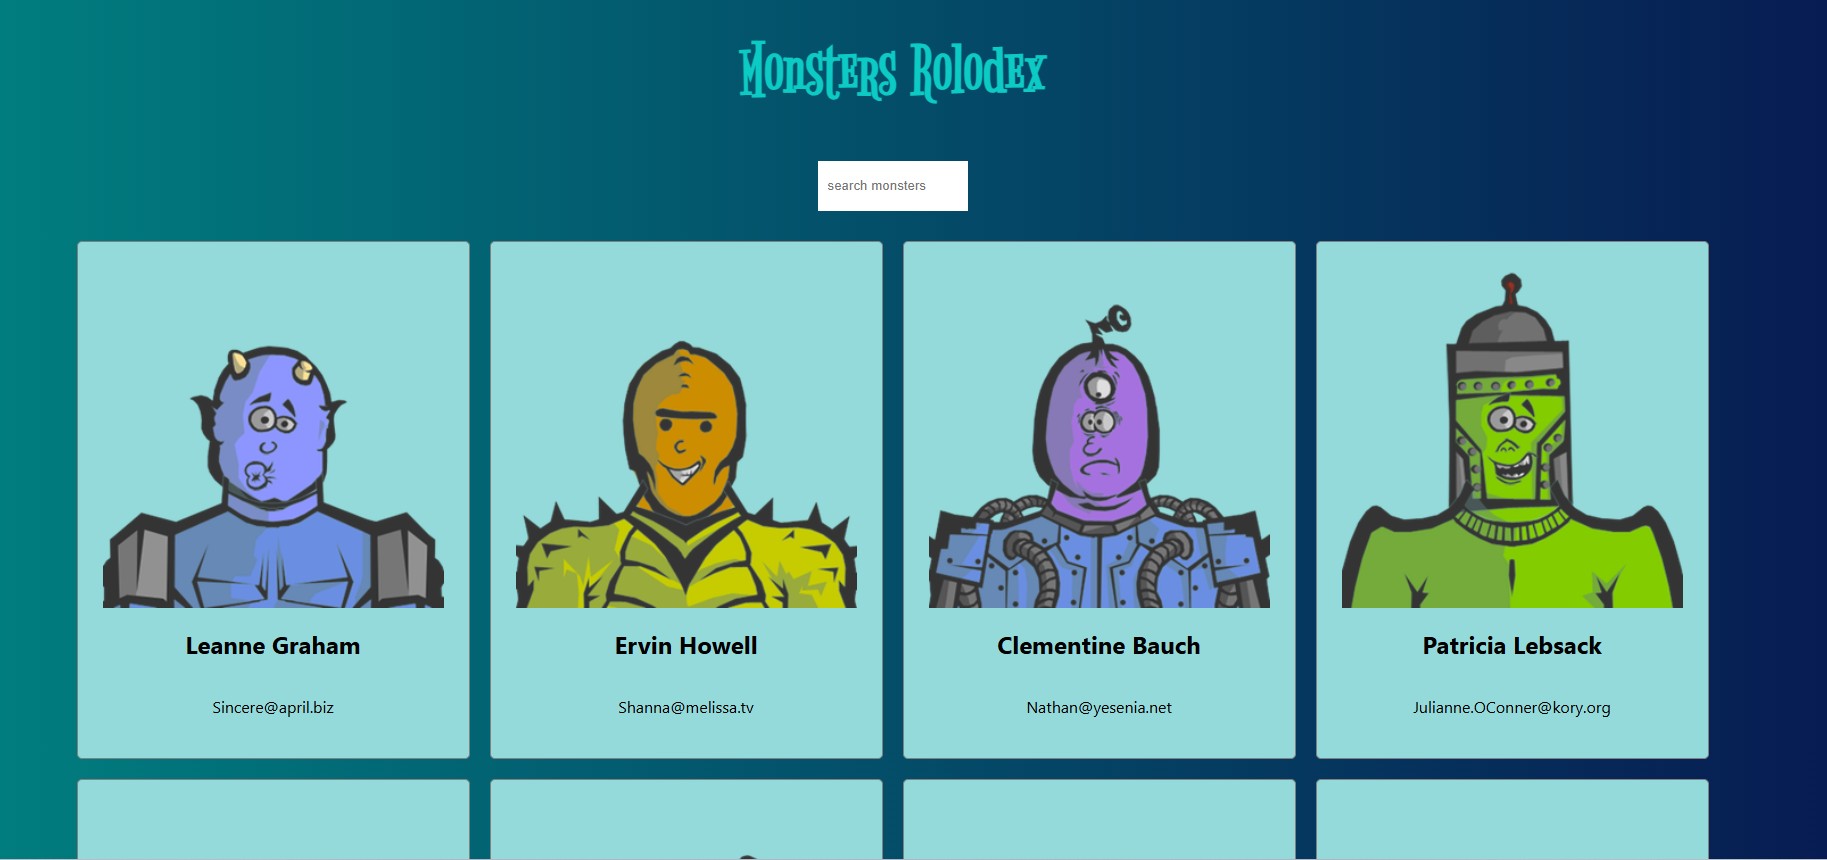 Monsters Rolodex
search monsters
Leanne Graham
Ervin Howell
Clementine Bauch
Patricia Lebsack
Sincere@april.biz
Shanna@melissa.tv
Nathan@yesenia.net
Julianne.OConner@kory.org